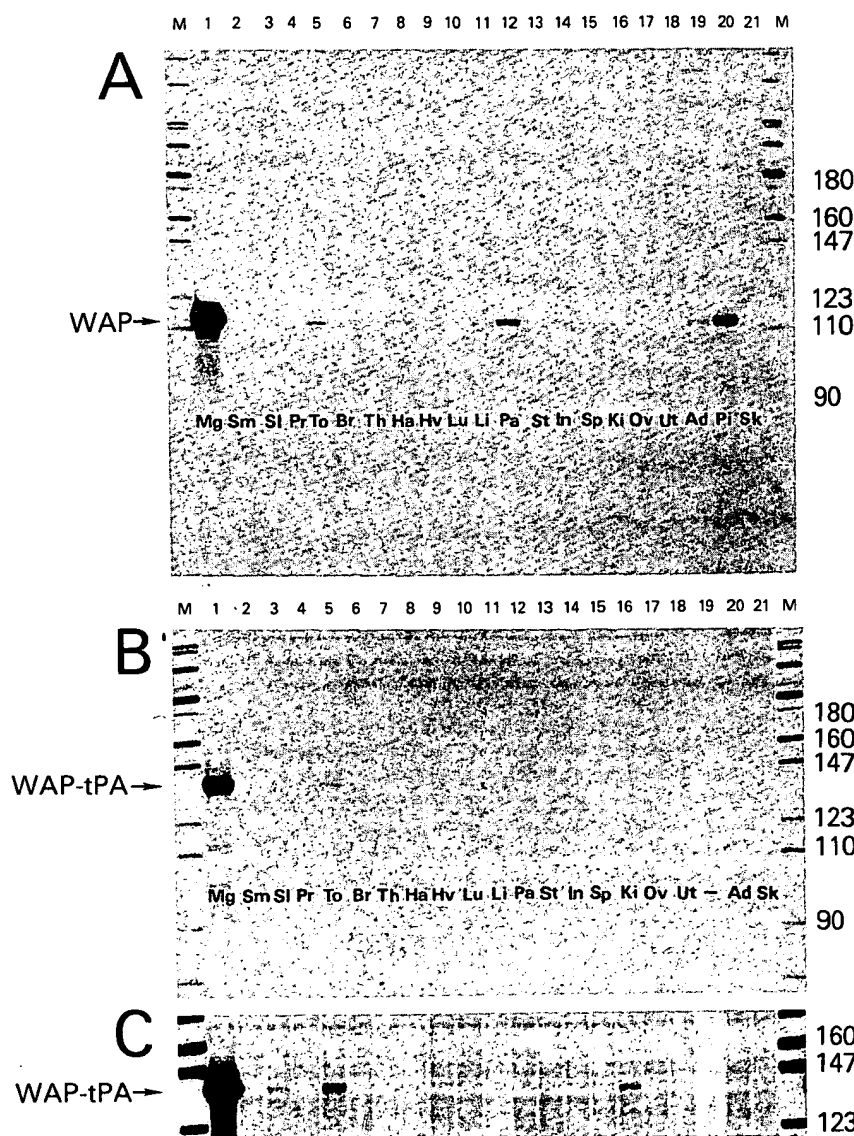 M 1 2 3 4 5 6 7 8 9 10 11 12 13 14 15 16 17 18 19 20 21 M
A
180
160
147
123
WAP→
110
90
Mg Sm Sl Pr To Br Th Ha Hv Lu Li Pa St In Sp Ki Ov Ut Ad Pi Sk
M 1 2 3 4 5 6 7 8 9 10 11 12 13 14 15 16 17 18 19 20 21 M
B
180
160
147
WAP-tPA→
123
110
Mg Sm Sl Pr To Br Th Ha Hv Lu Li Pa St In Sp Ki Ov Ut — Ad Sk
90
C
160
147
WAP-tPA→
123